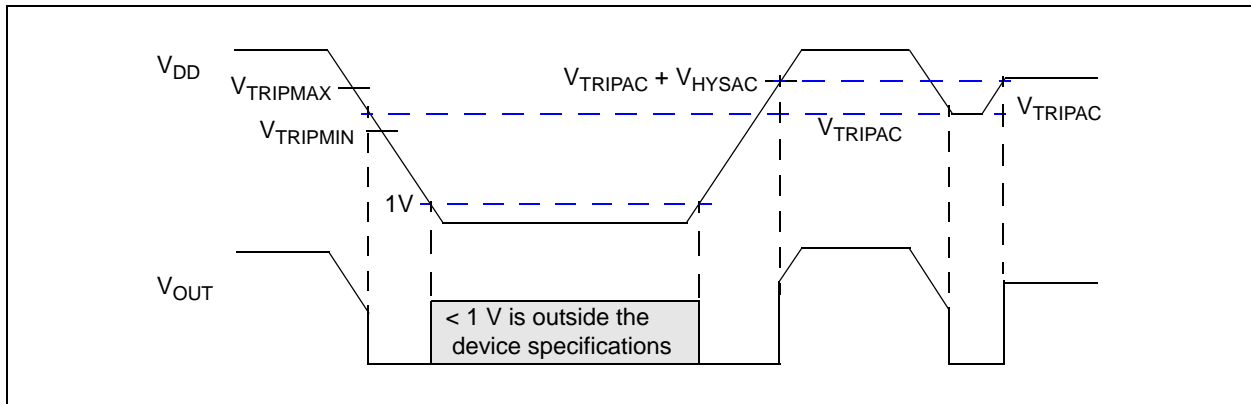 VDD
VTRIPMAX
VTRIPMIN
1V
VTRIPAC + VHYSAC
VTRIPAC
VTRIPAC
VOUT
< 1 V is outside the
device specifications